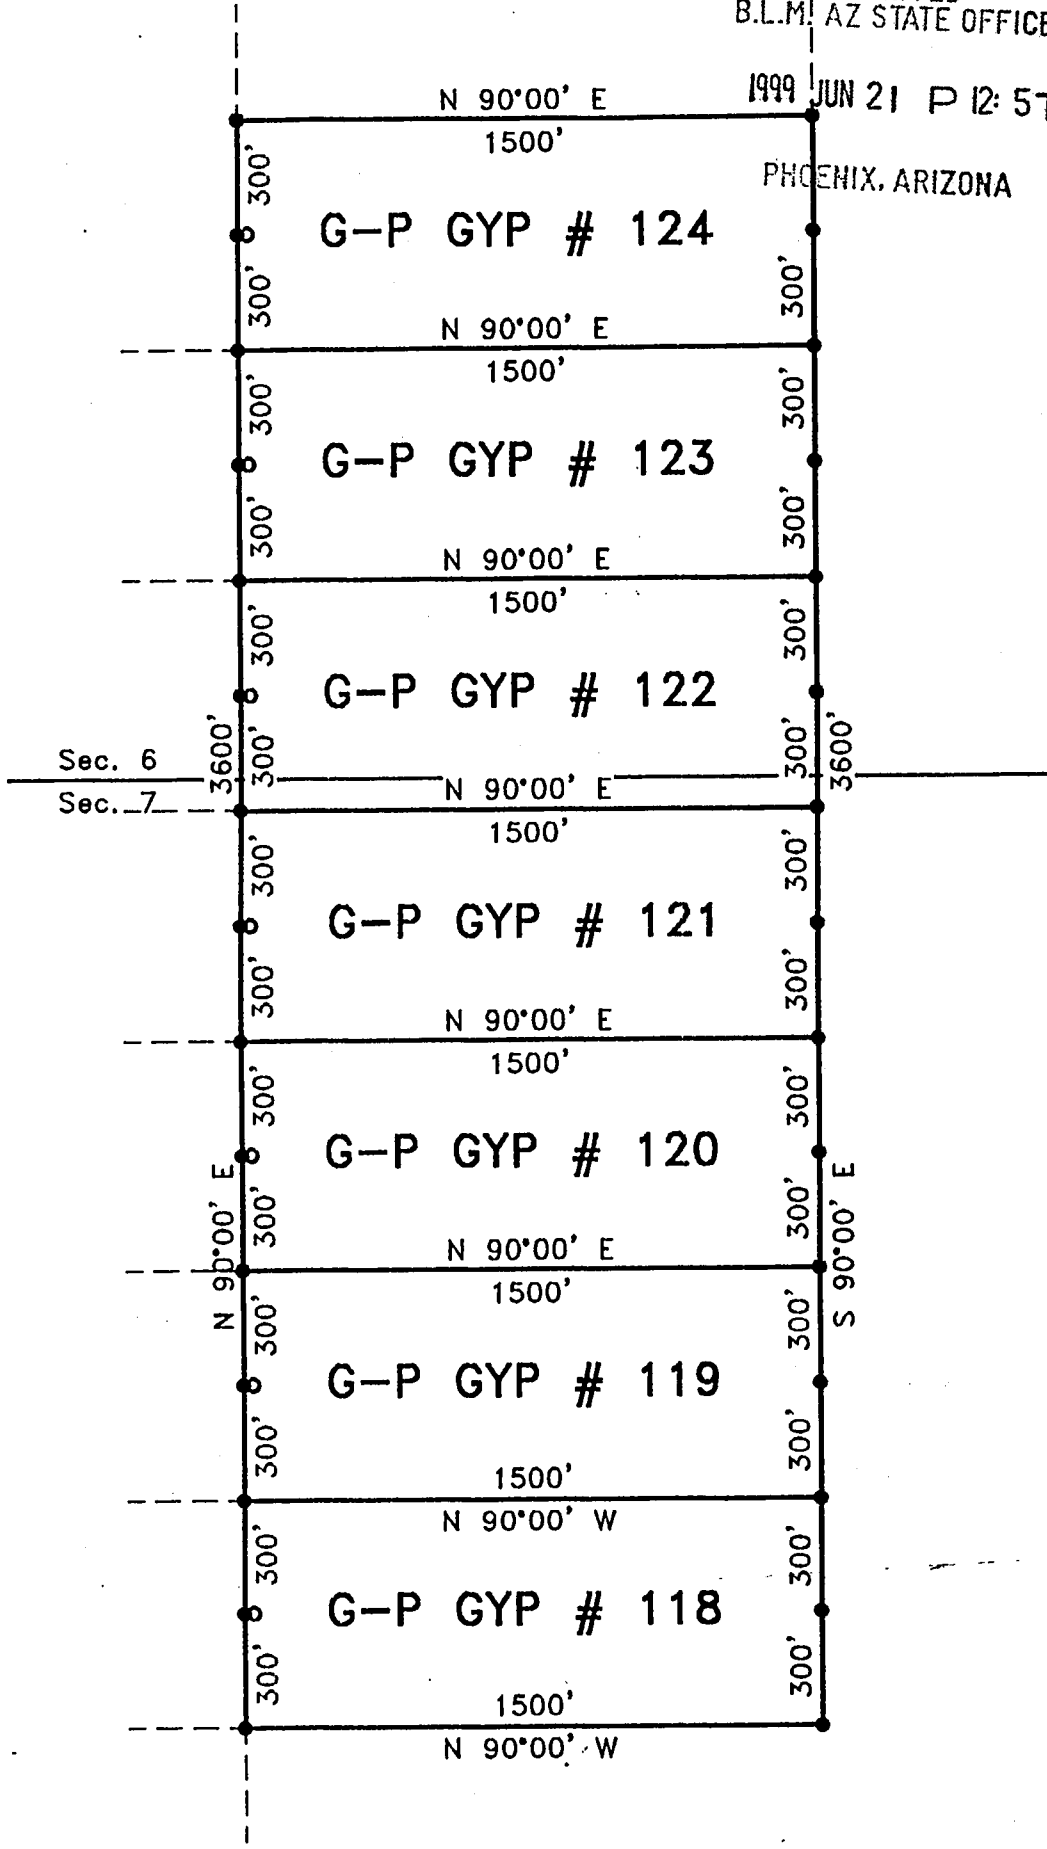 B.L.M. AZ STATE OFFICE
1999 JUN 21 P 12: 57
PHOENIX, ARIZONA
N 90°00' E
1500'
300'
G-P GYP # 124
300'
300'
N 90°00' E
1500'
300'
300'
G-P GYP # 123
300'
300'
N 90°00' E
1500'
300'
300'
G-P GYP # 122
3600'
300'
300'
3600'
Sec. 6
Sec. 7
N 90°00' E
1500'
300'
300'
G-P GYP # 121
300'
300'
N 90°00' E
1500'
300'
300'
G-P GYP # 120
N 90°00' E
300'
300'
S 90°00' E
N 90°00' E
1500'
300'
300'
G-P GYP # 119
300'
300'
1500'
N 90°00' W
300'
300'
G-P GYP # 118
300'
300'
1500'
N 90°00' W